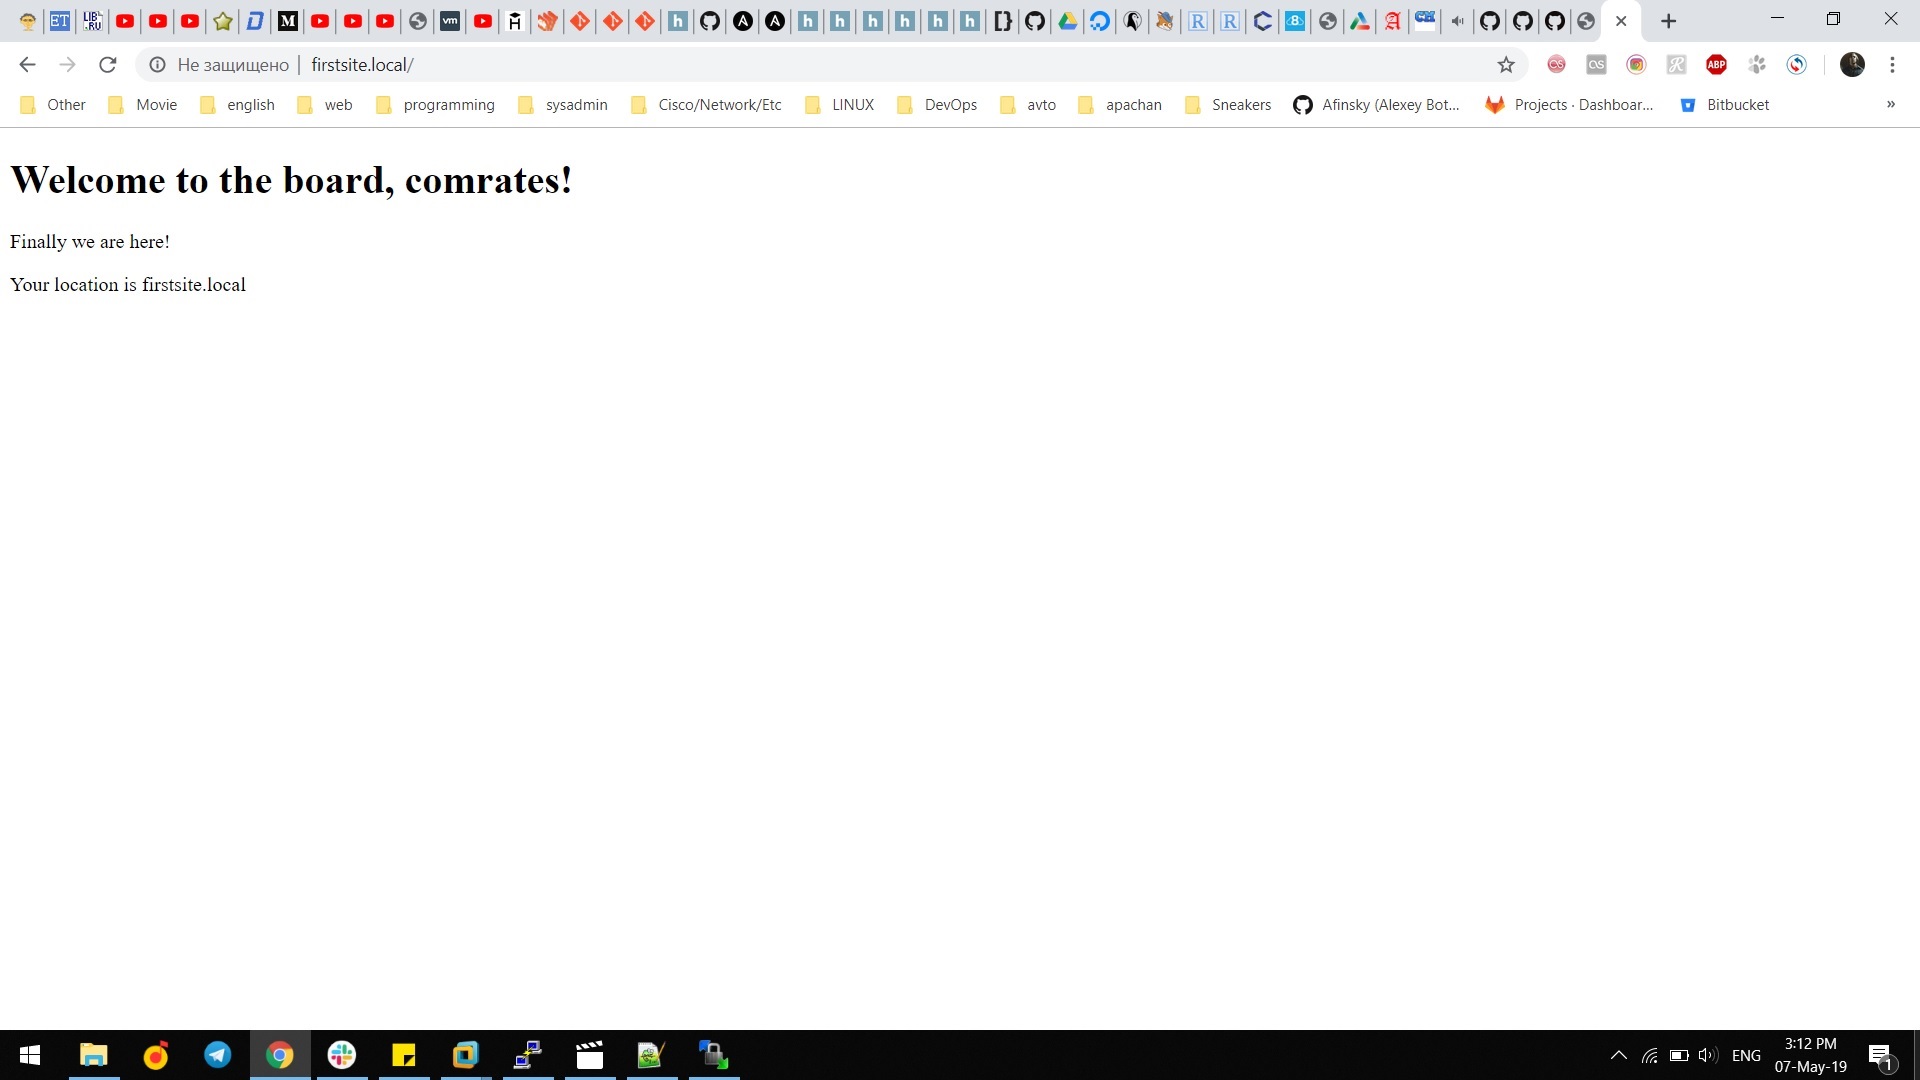 Не защищено | firstsite.local/
Other Movie english web programming sysadmin Cisco/Network/Etc LINUX DevOps avto apachan Sneakers Afinsky (Alexey Bot... Projects · Dashboar... Bitbucket »
Welcome to the board, comrates!
Finally we are here!
Your location is firstsite.local
ENG
3:12 PM
07-May-19
1